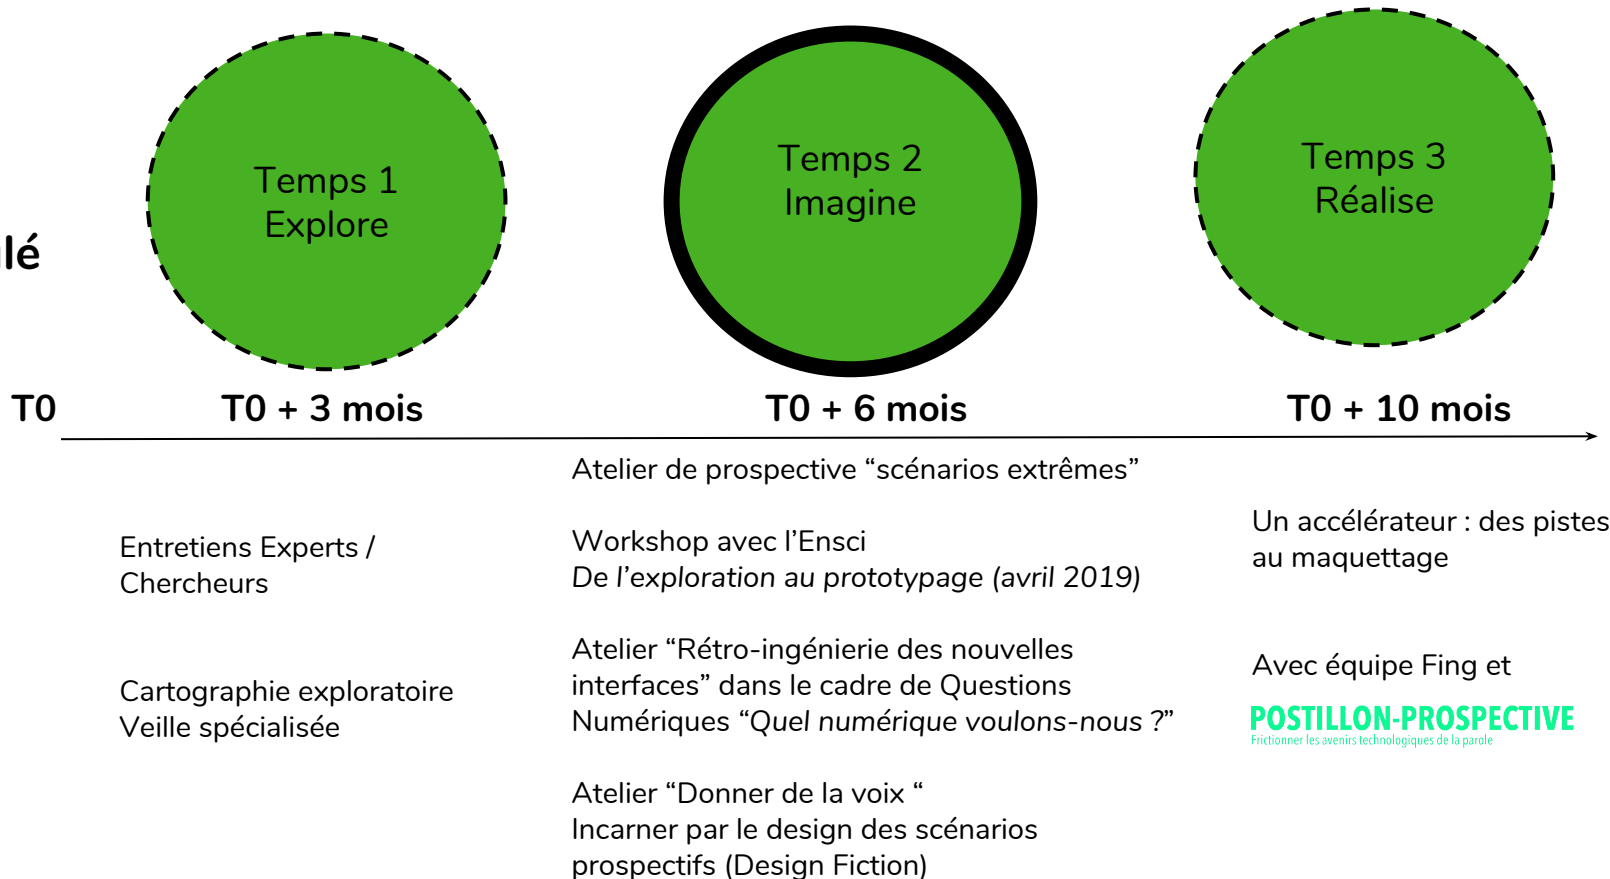 Temps 1
Explore
Temps 2
Imagine
Temps 3
Réalise
lé
T0
T0 + 3 mois
T0 + 6 mois
T0 + 10 mois
Entretiens Experts /
Chercheurs
Cartographie exploratoire
Veille spécialisée
Atelier de prospective “scénarios extrêmes”
Workshop avec l’Ensci
De l’exploration au prototypage (avril 2019)
Atelier “Rétro-ingénierie des nouvelles
interfaces” dans le cadre de Questions
Numériques “Quel numérique voulons-nous ?”
Atelier “Donner de la voix “
Incarner par le design des scénarios
prospectifs (Design Fiction)
Un accélérateur : des pistes
au maquettage
Avec équipe Fing et
POSTILLON-PROSPECTIVE
Frictionner les avenirs technologiques de la parole